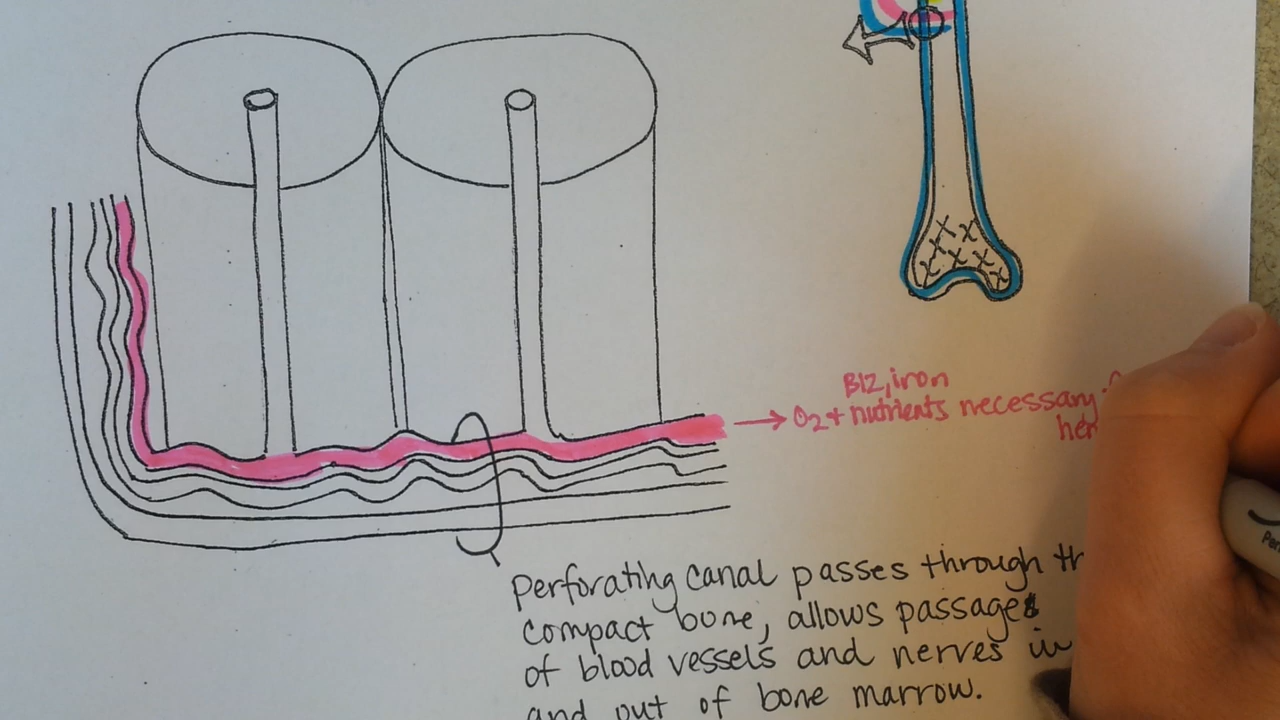 B12, iron
→ O2 + nutrients necessary
Perforating canal passes through
compact bone, allows passage
of blood vessels and nerves in
and out of bone marrow.